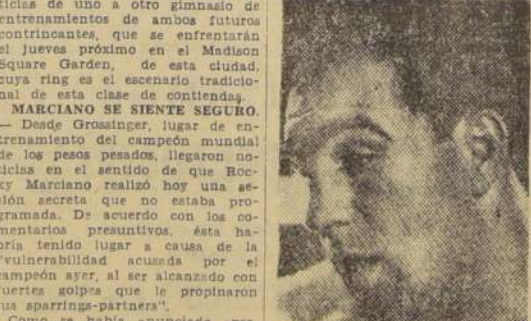 ticias de uno a otro gimnasio de
entrenamientos de ambos futuros
contrincantes, que se enfrentarán
el jueves próximo en el Madison
Square Garden, de esta ciudad,
cuya ring es el escenario tradicio-
nal de esta clase de contiendas.
MARCIANO SE SIENTE SEGURO.
— Desde Grossinger, lugar de en-
trenamiento del campeón mundial
de los pesos pesados, llegaron no-
ticias en el sentido de que Roc-
ky Marciano realizó hoy una se-
sión secreta que no estaba pro-
gramada. De acuerdo con los co-
mentarios presuntivos, ésta ha-
bría tenido lugar a causa de la
"vulnerabilidad acusada por el
campeón ayer, al ser alcanzado con
fuertes golpes que le propinaron
sus sparrings-partners".
Como se había anunciado